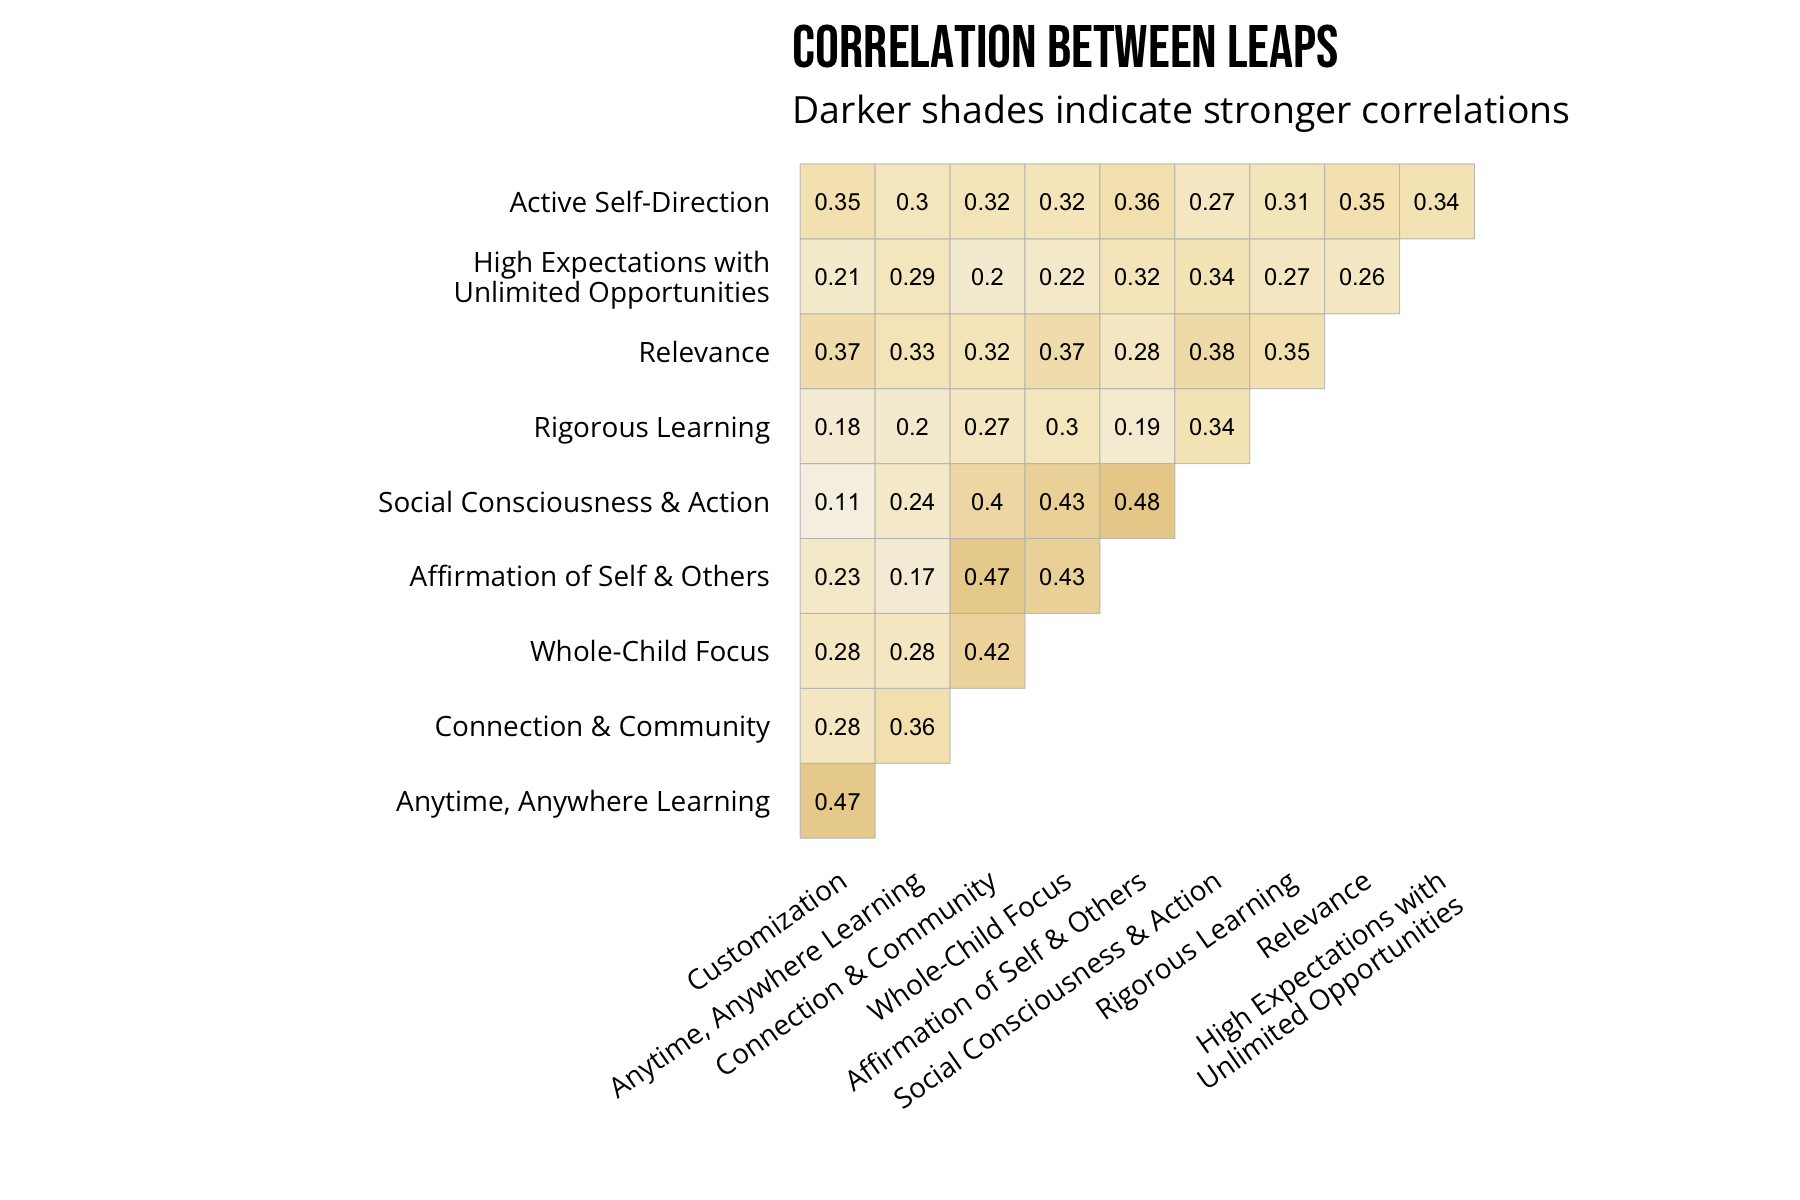 CORRELATION BETWEEN LEAPS
Darker shades indicate stronger correlations
Active Self-Direction 0.35 0.3 0.32 0.32 0.36 0.27 0.31 0.35 0.34
High Expectations with
Unlimited Opportunities 0.21 0.29 0.2 0.22 0.32 0.34 0.27 0.26
Relevance 0.37 0.33 0.32 0.37 0.28 0.38 0.35
Rigorous Learning 0.18 0.2 0.27 0.3 0.19 0.34
Social Consciousness & Action 0.11 0.24 0.4 0.43 0.48
Affirmation of Self & Others 0.23 0.17 0.47 0.43
Whole-Child Focus 0.28 0.28 0.42
Connection & Community 0.28 0.36
Anytime, Anywhere Learning 0.47
Customization
Anytime, Anywhere Learning
Connection & Community
Whole-Child Focus
Affirmation of Self & Others
Social Consciousness & Action
Rigorous Learning
Relevance
High Expectations with
Unlimited Opportunities